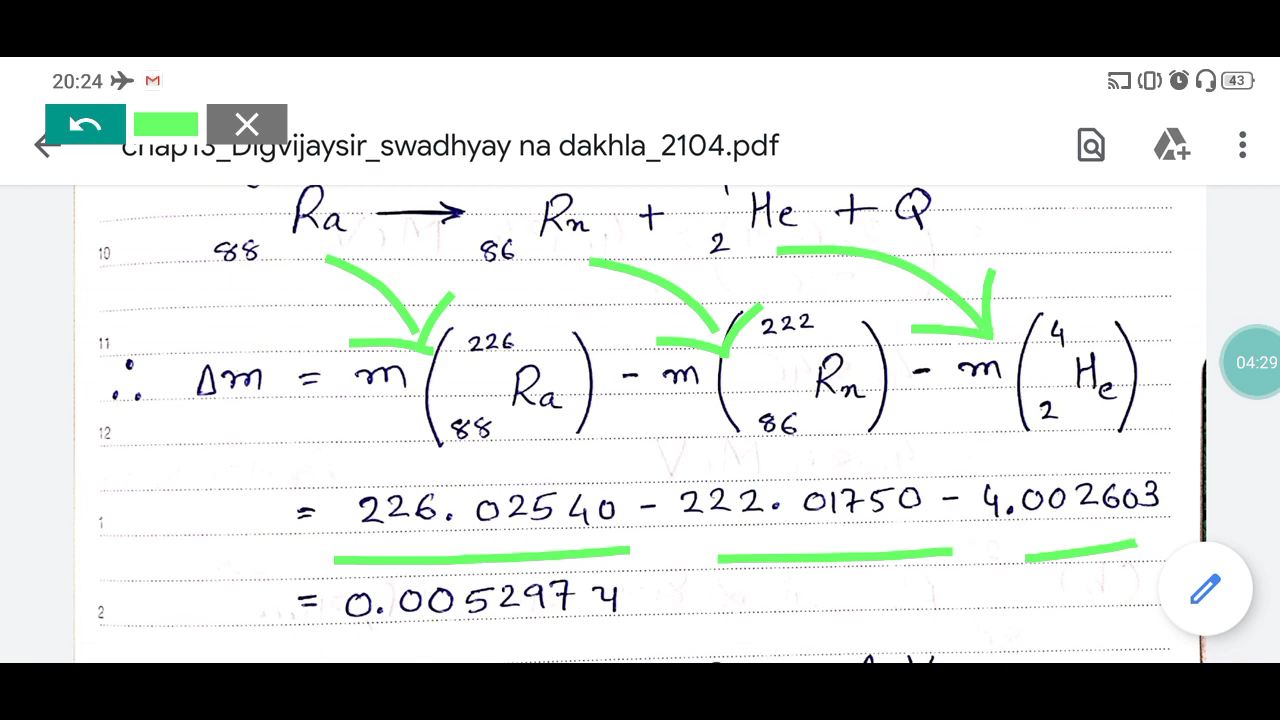 20:24 43
chap13_Digvijaysir_swadhyay na dakhla_2104.pdf
88 Ra → 86 Rn + 2 He + Q
10
04:29
11
∴ Δm = m(226 88 Ra) - m(222 86 Rn) - m(4 2 He)
12
1 = 226.02540 - 222.01750 - 4.002603
2 = 0.005297 u